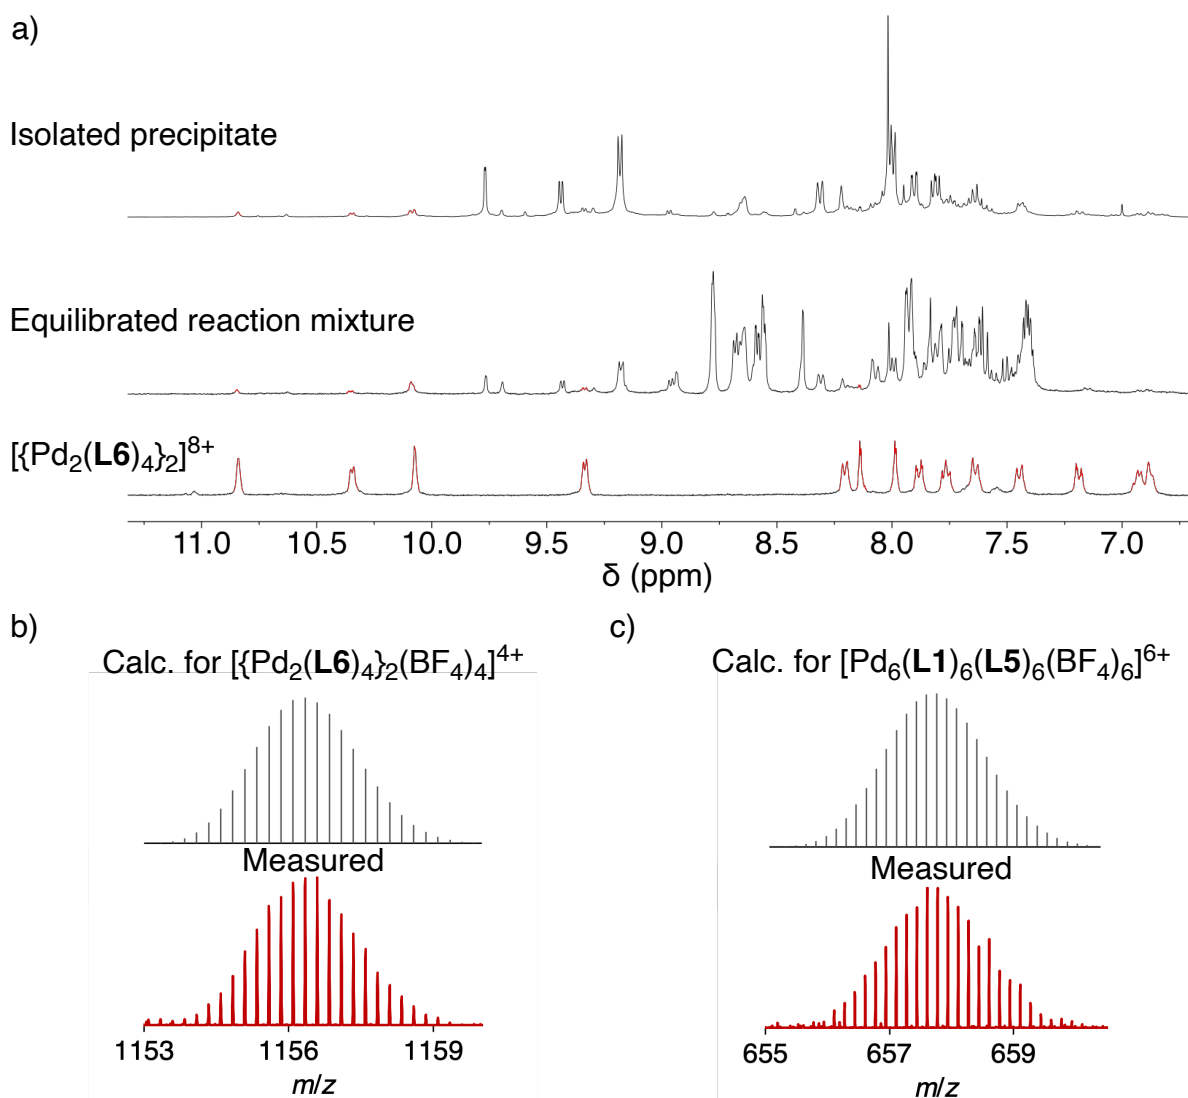 a)
Isolated precipitate
Equilibrated reaction mixture
[{Pd₂(L6)₄}₂]⁸⁺
11.0 10.5 10.0 9.5 9.0 8.5 8.0 7.5 7.0
δ (ppm)
b)
Calc. for [{Pd₂(L6)₄}₂(BF₄)₄]⁴⁺
Measured
1153 1156 1159
m/z
c)
Calc. for [Pd₆(L1)₆(L5)₆(BF₄)₆]⁶⁺
Measured
655 657 659
m/z